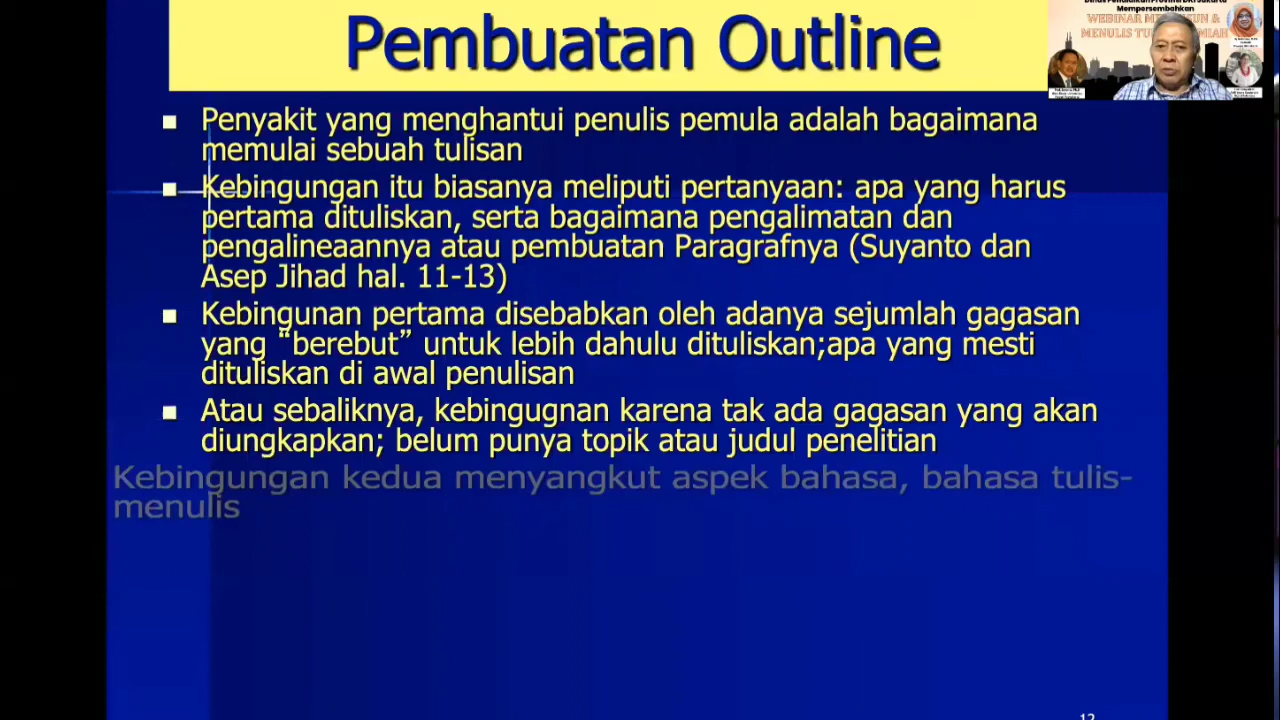 Pembuatan Outline
Mempersembahkan
WEBINAR
MENULIS
Penyakit yang menghantui penulis pemula adalah bagaimana
memulai sebuah tulisan
Kebingungan itu biasanya meliputi pertanyaan: apa yang harus
pertama dituliskan, serta bagaimana pengalimatan dan
pengalineaannya atau pembuatan Paragrafnya (Suyanto dan
Asep Jihad hal. 11-13)
Kebingunan pertama disebabkan oleh adanya sejumlah gagasan
yang “berebut” untuk lebih dahulu dituliskan;apa yang mesti
dituliskan di awal penulisan
Atau sebaliknya, kebingugnan karena tak ada gagasan yang akan
diungkapkan; belum punya topik atau judul penelitian
Kebingungan kedua menyangkut aspek bahasa, bahasa tulis-
menulis